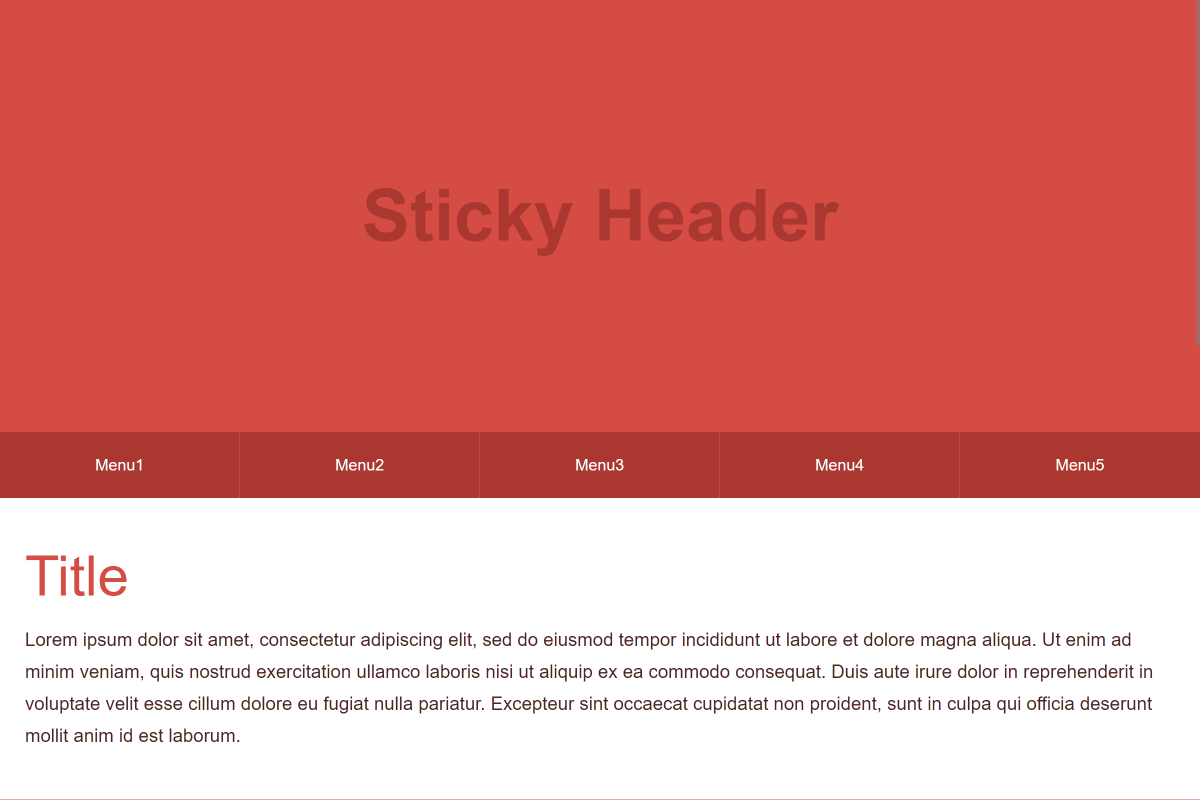 Sticky Header
Menu1
Menu2
Menu3
Menu4
Menu5
Title
Lorem ipsum dolor sit amet, consectetur adipiscing elit, sed do eiusmod tempor incididunt ut labore et dolore magna aliqua. Ut enim ad
minim veniam, quis nostrud exercitation ullamco laboris nisi ut aliquip ex ea commodo consequat. Duis aute irure dolor in reprehenderit in
voluptate velit esse cillum dolore eu fugiat nulla pariatur. Excepteur sint occaecat cupidatat non proident, sunt in culpa qui officia deserunt
mollit anim id est laborum.